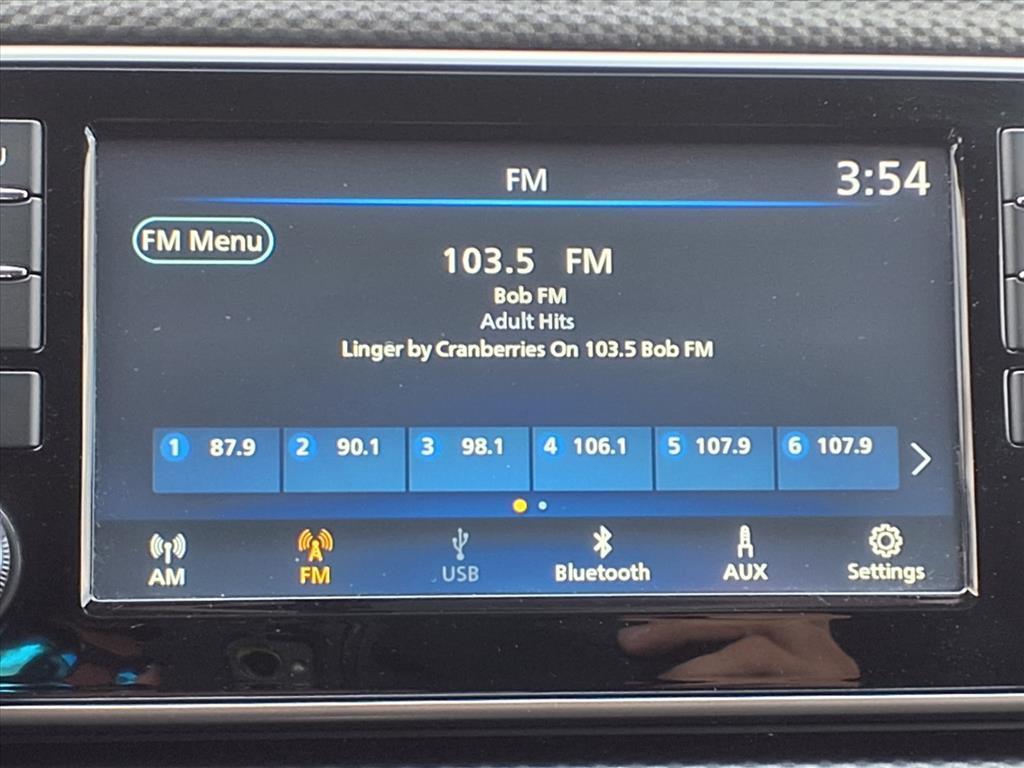 FM
3:54
FM Menu
103.5 FM
Bob FM
Adult Hits
Linger by Cranberries On 103.5 Bob FM
1 87.9 2 90.1 3 98.1 4 106.1 5 107.9 6 107.9
AM FM USB Bluetooth AUX Settings